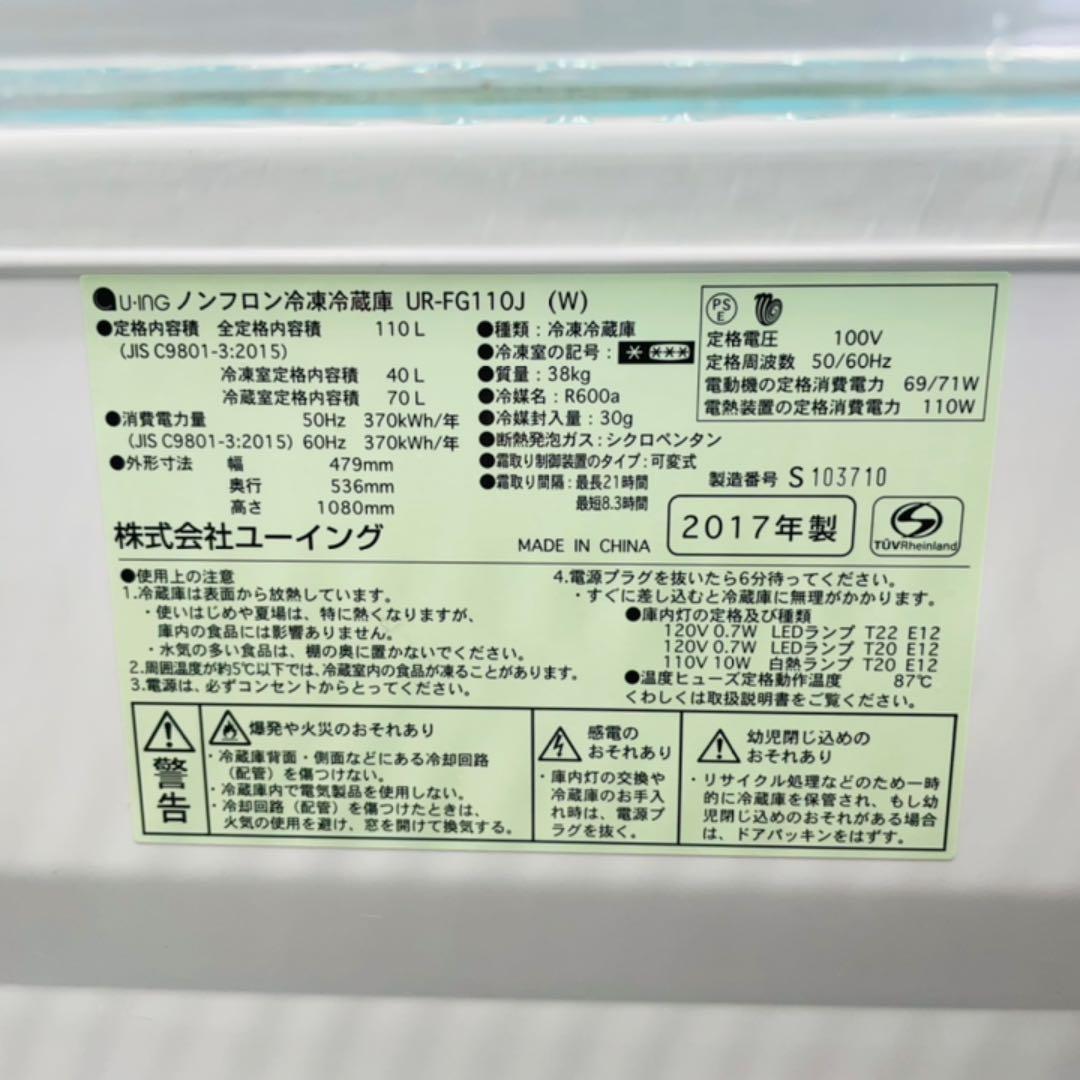 U·ING ノンフロン冷凍冷蔵庫 UR-FG110J (W)
●定格内容積 全定格内容積 110L
(JIS C9801-3:2015)
冷凍室定格内容積 40L
冷蔵室定格内容積 70L
●消費電力量 50Hz 370kWh/年
(JIS C9801-3:2015) 60Hz 370kWh/年
●外形寸法 幅 479mm
奥行 536mm
高さ 1080mm
株式会社ユーイング
●種類：冷凍冷蔵庫
●冷凍室の記号：
●質量：38kg
●冷媒名：R600a
●冷媒封入量：30g
●断熱発泡ガス：シクロペンタン
●霜取り制御装置のタイプ：可変式
●霜取り間隔：最長21時間
最短8.3時間
MADE IN CHINA
PSE
定格電圧 100V
定格周波数 50/60Hz
電動機の定格消費電力 69/71W
電熱装置の定格消費電力 110W
製造番号 S 103710
2017年製
TÜVRheinland
●使用上の注意
1.冷蔵庫は表面から放熱しています。
・使いはじめや夏場は、特に熱くなりますが、
庫内の食品には影響ありません。
・水気の多い食品は、棚の奥に置かないでください。
2.周囲温度が約5℃以下では、冷蔵室内の食品が凍ることがあります。
3.電源は、必ずコンセントからとってください。
4.電源プラグを抜いたら6分待ってください。
・すぐに差し込むと冷蔵庫に無理がかかります。
●庫内灯の定格及び種類
120V 0.7W LEDランプ T22 E12
120V 0.7W LEDランプ T20 E12
110V 10W 白熱ランプ T20 E12
●温度ヒューズ定格動作温度 87℃
くわしくは取扱説明書をご覧ください。
警告
爆発や火災のおそれあり
・冷蔵庫背面・側面などにある冷却回路
（配管）を傷つけない。
・冷蔵庫内で電気製品を使用しない。
・冷却回路（配管）を傷つけたときは、
火気の使用を避け、窓を開けて換気する。
感電の
おそれあり
・庫内灯の交換や
冷蔵庫のお手入
れ時は、電源プ
ラグを抜く。
幼児閉じ込めの
おそれあり
・リサイクル処理などのため一時
的に冷蔵庫を保管され、もし幼
児閉じ込めのおそれがある場合
は、ドアパッキンをはずす。